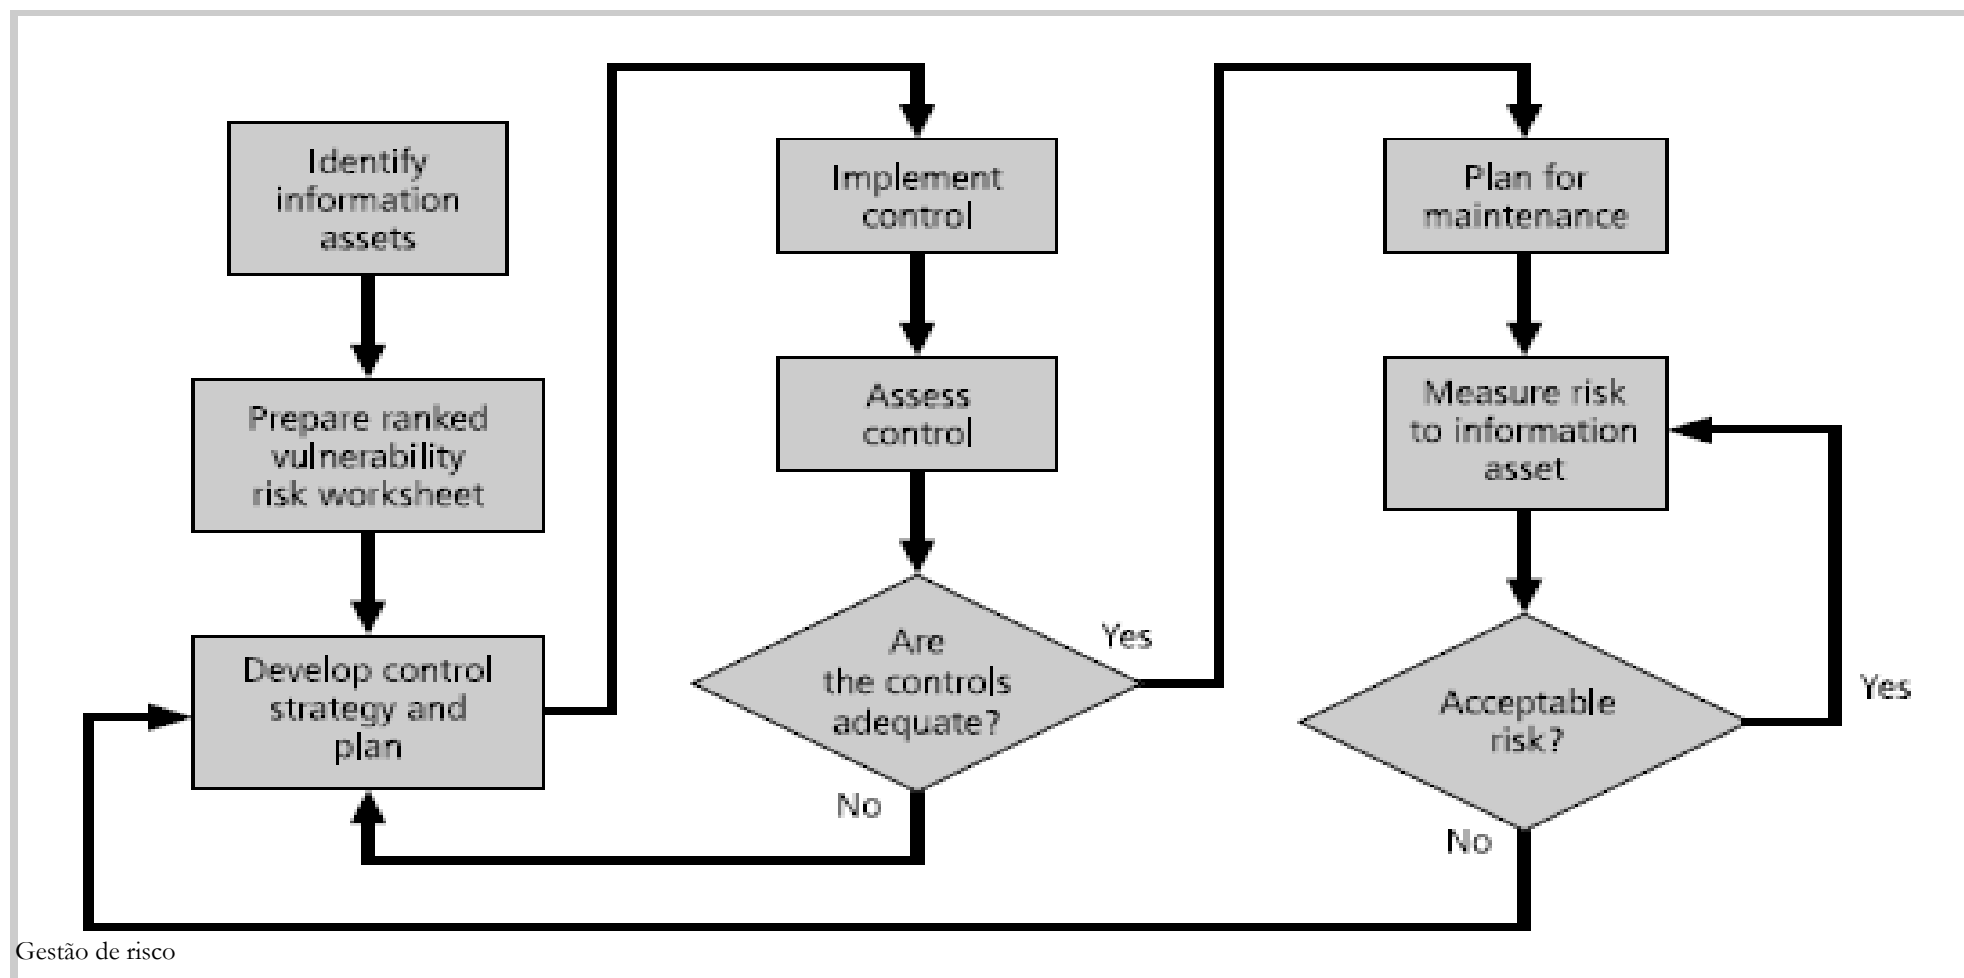 Identify
information
assets
Prepare ranked
vulnerability
risk worksheet
Develop control
strategy and
plan
Implement
control
Assess
control
Are
the controls
adequate?
Yes
No
Plan for
maintenance
Measure risk
to information
asset
Acceptable
risk?
Yes
No
Gestão de risco